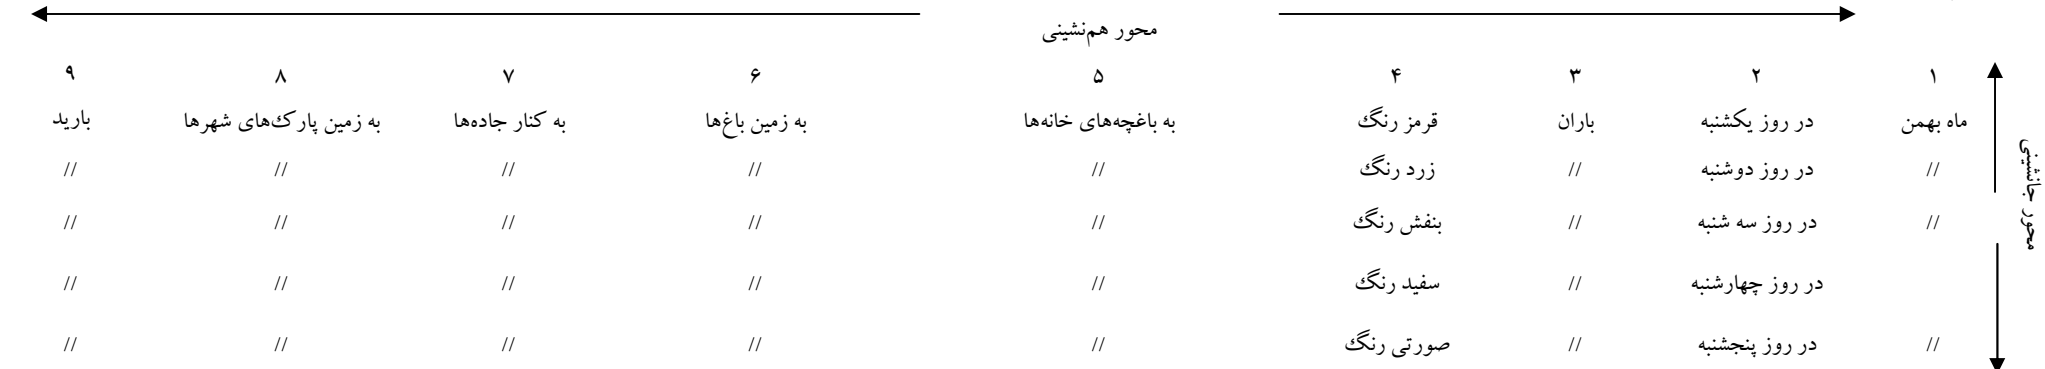 محور هم‌نشینی
۱ ۲ ۳ ۴ ۵ ۶ ۷ ۸ ۹
ماه بهمن در روز یکشنبه باران قرمز رنگ به باغچه‌های خانه‌ها به زمین باغ‌ها به کنار جاده‌ها به زمین پارک‌های شهرها بارید
// در روز دوشنبه // زرد رنگ // // // // //
// در روز سه شنبه // بنفش رنگ // // // // //
در روز چهارشنبه // سفید رنگ // // // // //
// در روز پنجشنبه // صورتی رنگ // // // // //
محور جانشینی